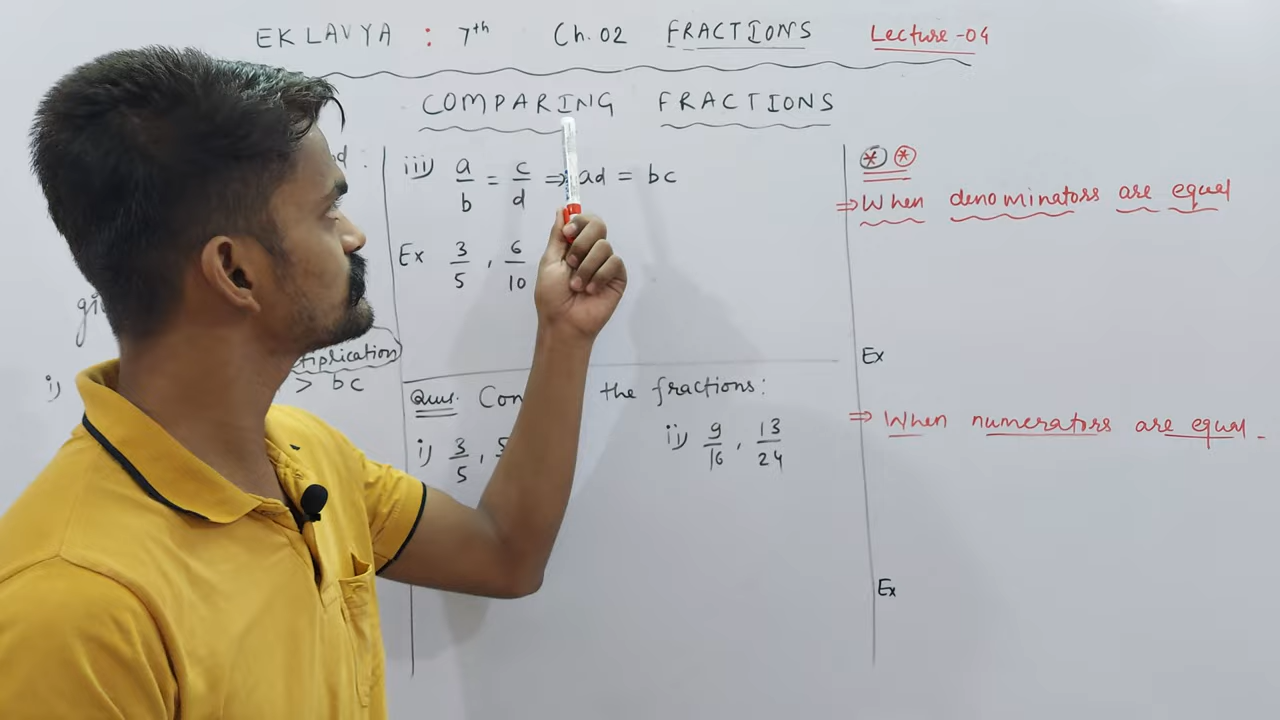 EKLAVYA : 7th Ch.02 FRACTIONS Lecture-04
COMPARING FRACTIONS
i)
> bc
iii) a/b = c/d ⇒ ad = bc
Ex 3/5 , 6/10
Ques. the fractions:
i) 3/5 ,
ii) 9/16 , 13/24
⊛ ⊛
⇒ When denominators are equal
Ex
⇒ When numerators are equal.
Ex